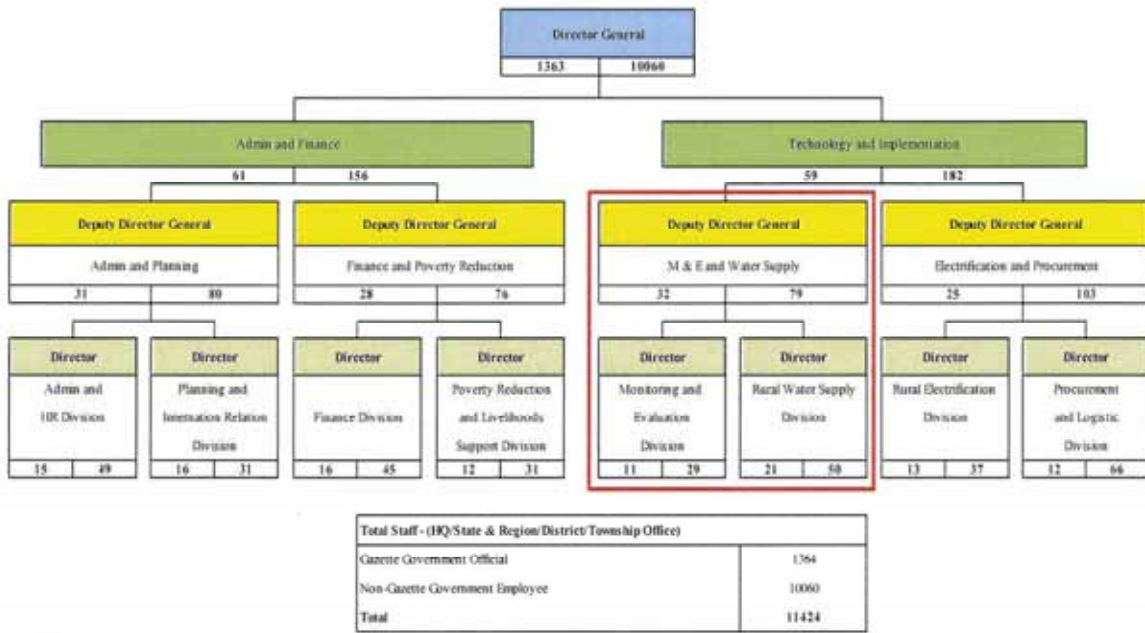 Director General
1363 10060
Admin and Finance
61 156
Technology and implementation
59 182
Deputy Director General
Admin and Planning
31 80
Deputy Director General
Finance and Poverty Reduction
28 76
Deputy Director General
M & E and Water Supply
32 79
Deputy Director General
Electrification and Procurement
25 103
Director
Admin and
HR Division
15 49
Director
Planning and
Internation Relation
Division
16 31
Director
Finance Division
16 45
Director
Poverty Reduction
and Livelihoods
Support Division
12 31
Director
Monitoring and
Evaluation
Division
11 29
Director
Rural Water Supply
Division
21 50
Director
Rural Electrification
Division
13 37
Director
Procurement
and Logistic
Division
12 66
Total Staff - (HQ/State & Region/District/Township Office)
Gazette Government Official 1364
Non-Gazette Government Employee 10060
Total 11424